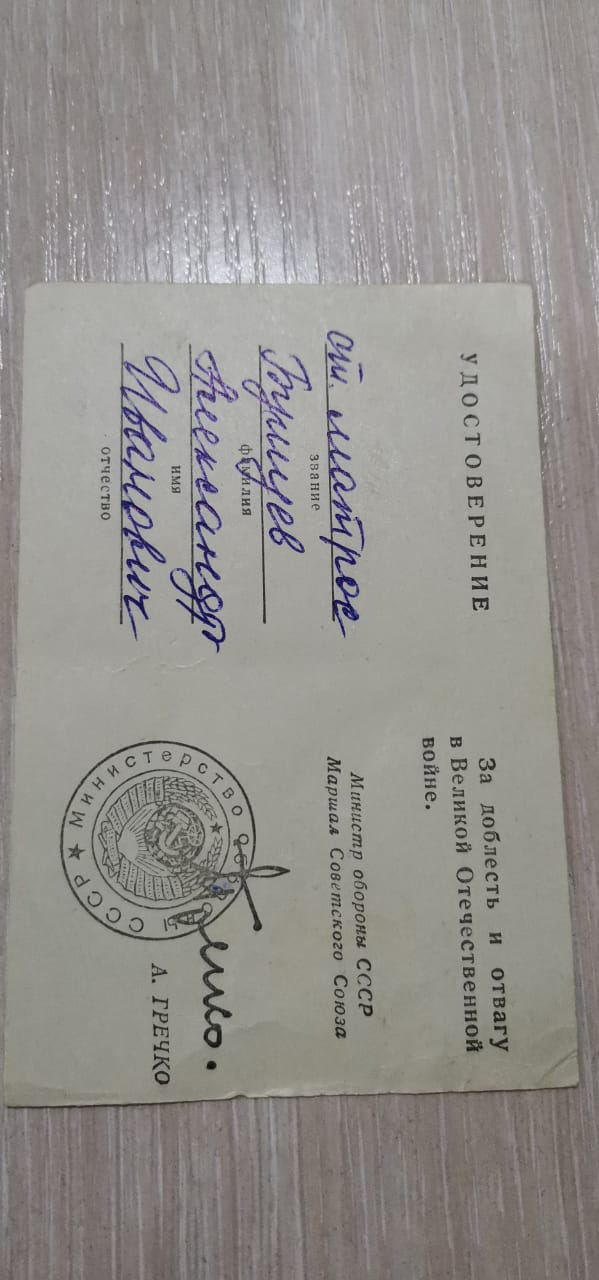 УДОСТОВЕРЕНИЕ
ст. матрос
звание
фамилия
Александр
имя
Иванович
отчество
За доблесть и отвагу
в Великой Отечественной
войне.
Министр обороны СССР
Маршал Советского Союза
А. ГРЕЧКО
Министерство обороны СССР